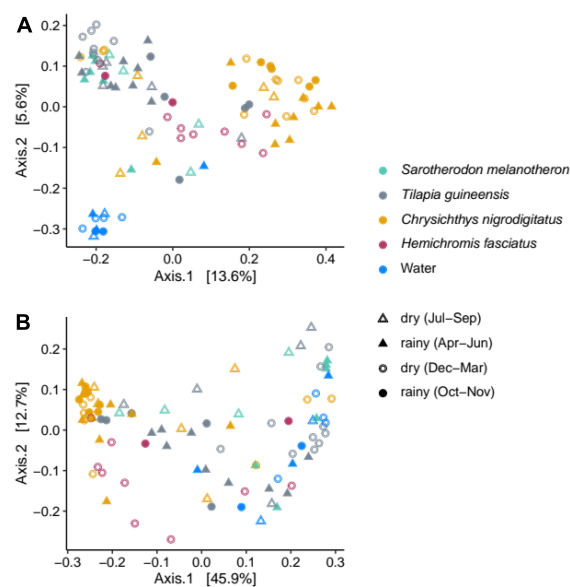 A
0.2
0.1
0.0
−0.1
−0.2
−0.3
Axis.2 [5.6%]
−0.2 0.0 0.2 0.4
Axis.1 [13.6%]
Sarotherodon melanotheron
Tilapia guineensis
Chrysichthys nigrodigitatus
Hemichromis fasciatus
Water
dry (Jul−Sep)
rainy (Apr−Jun)
dry (Dec−Mar)
rainy (Oct−Nov)
B
0.2
0.1
0.0
−0.1
−0.2
Axis.2 [12.7%]
−0.3 −0.2 −0.1 0.0 0.1 0.2 0.3
Axis.1 [45.9%]